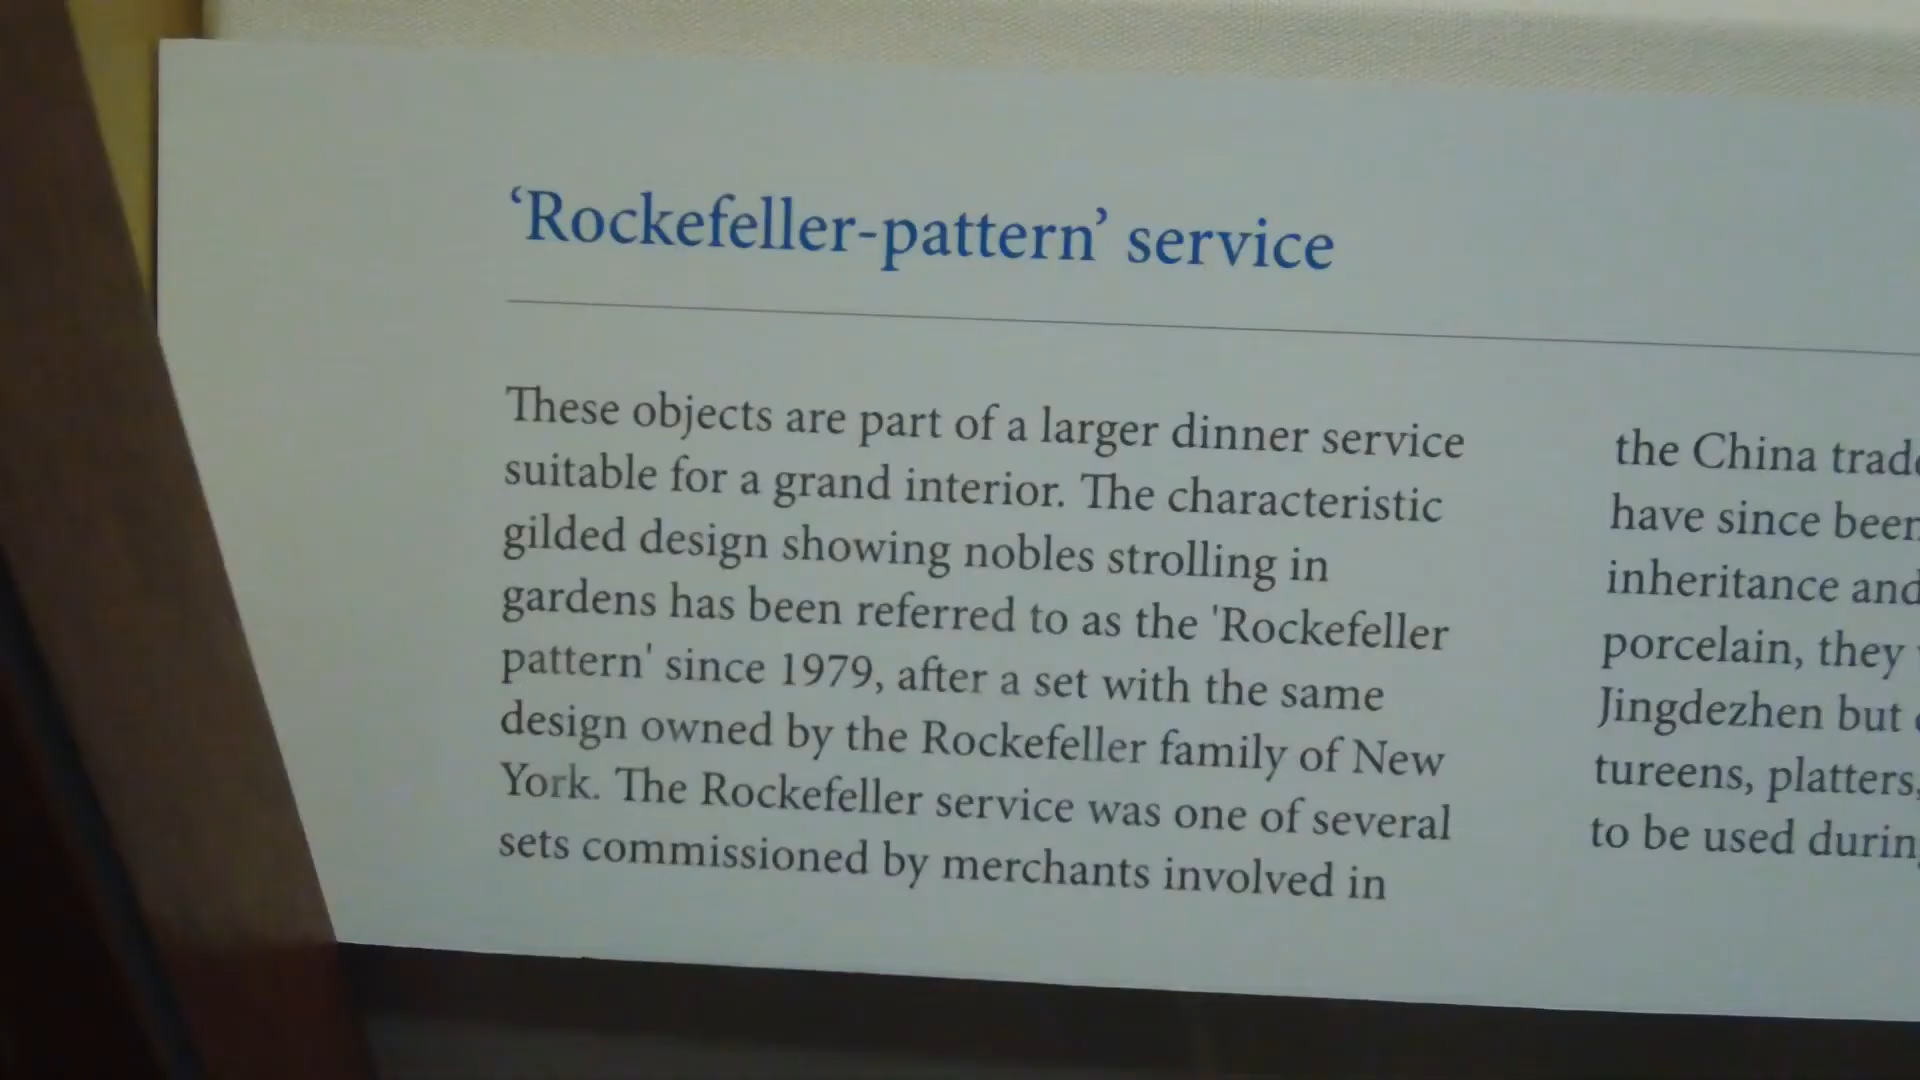 ‘Rockefeller-pattern’ service
These objects are part of a larger dinner service
suitable for a grand interior. The characteristic
gilded design showing nobles strolling in
gardens has been referred to as the 'Rockefeller
pattern' since 1979, after a set with the same
design owned by the Rockefeller family of New
York. The Rockefeller service was one of several
sets commissioned by merchants involved in
the China
have since been
inheritance and
porcelain, they
Jingdezhen but
tureens, platters,
to be used